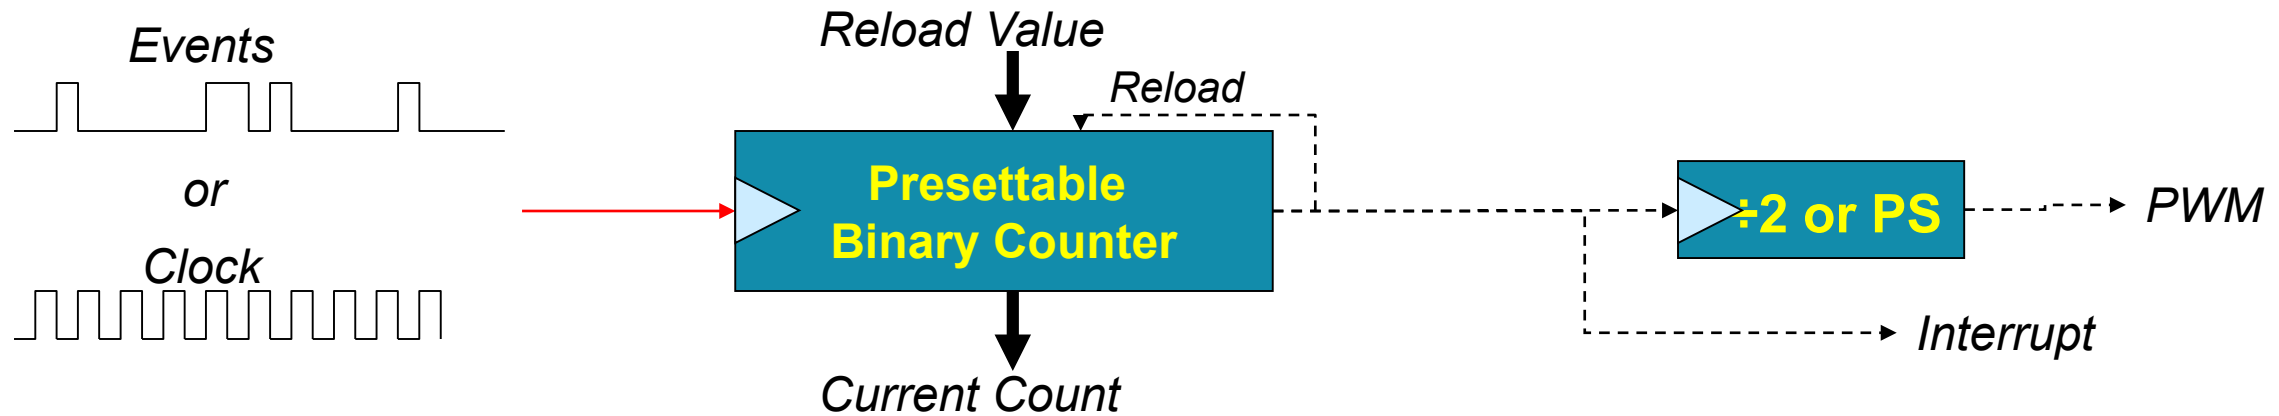 Events
or
Clock
Reload Value
Reload
Presettable
Binary Counter
Current Count
÷2 or PS
PWM
Interrupt